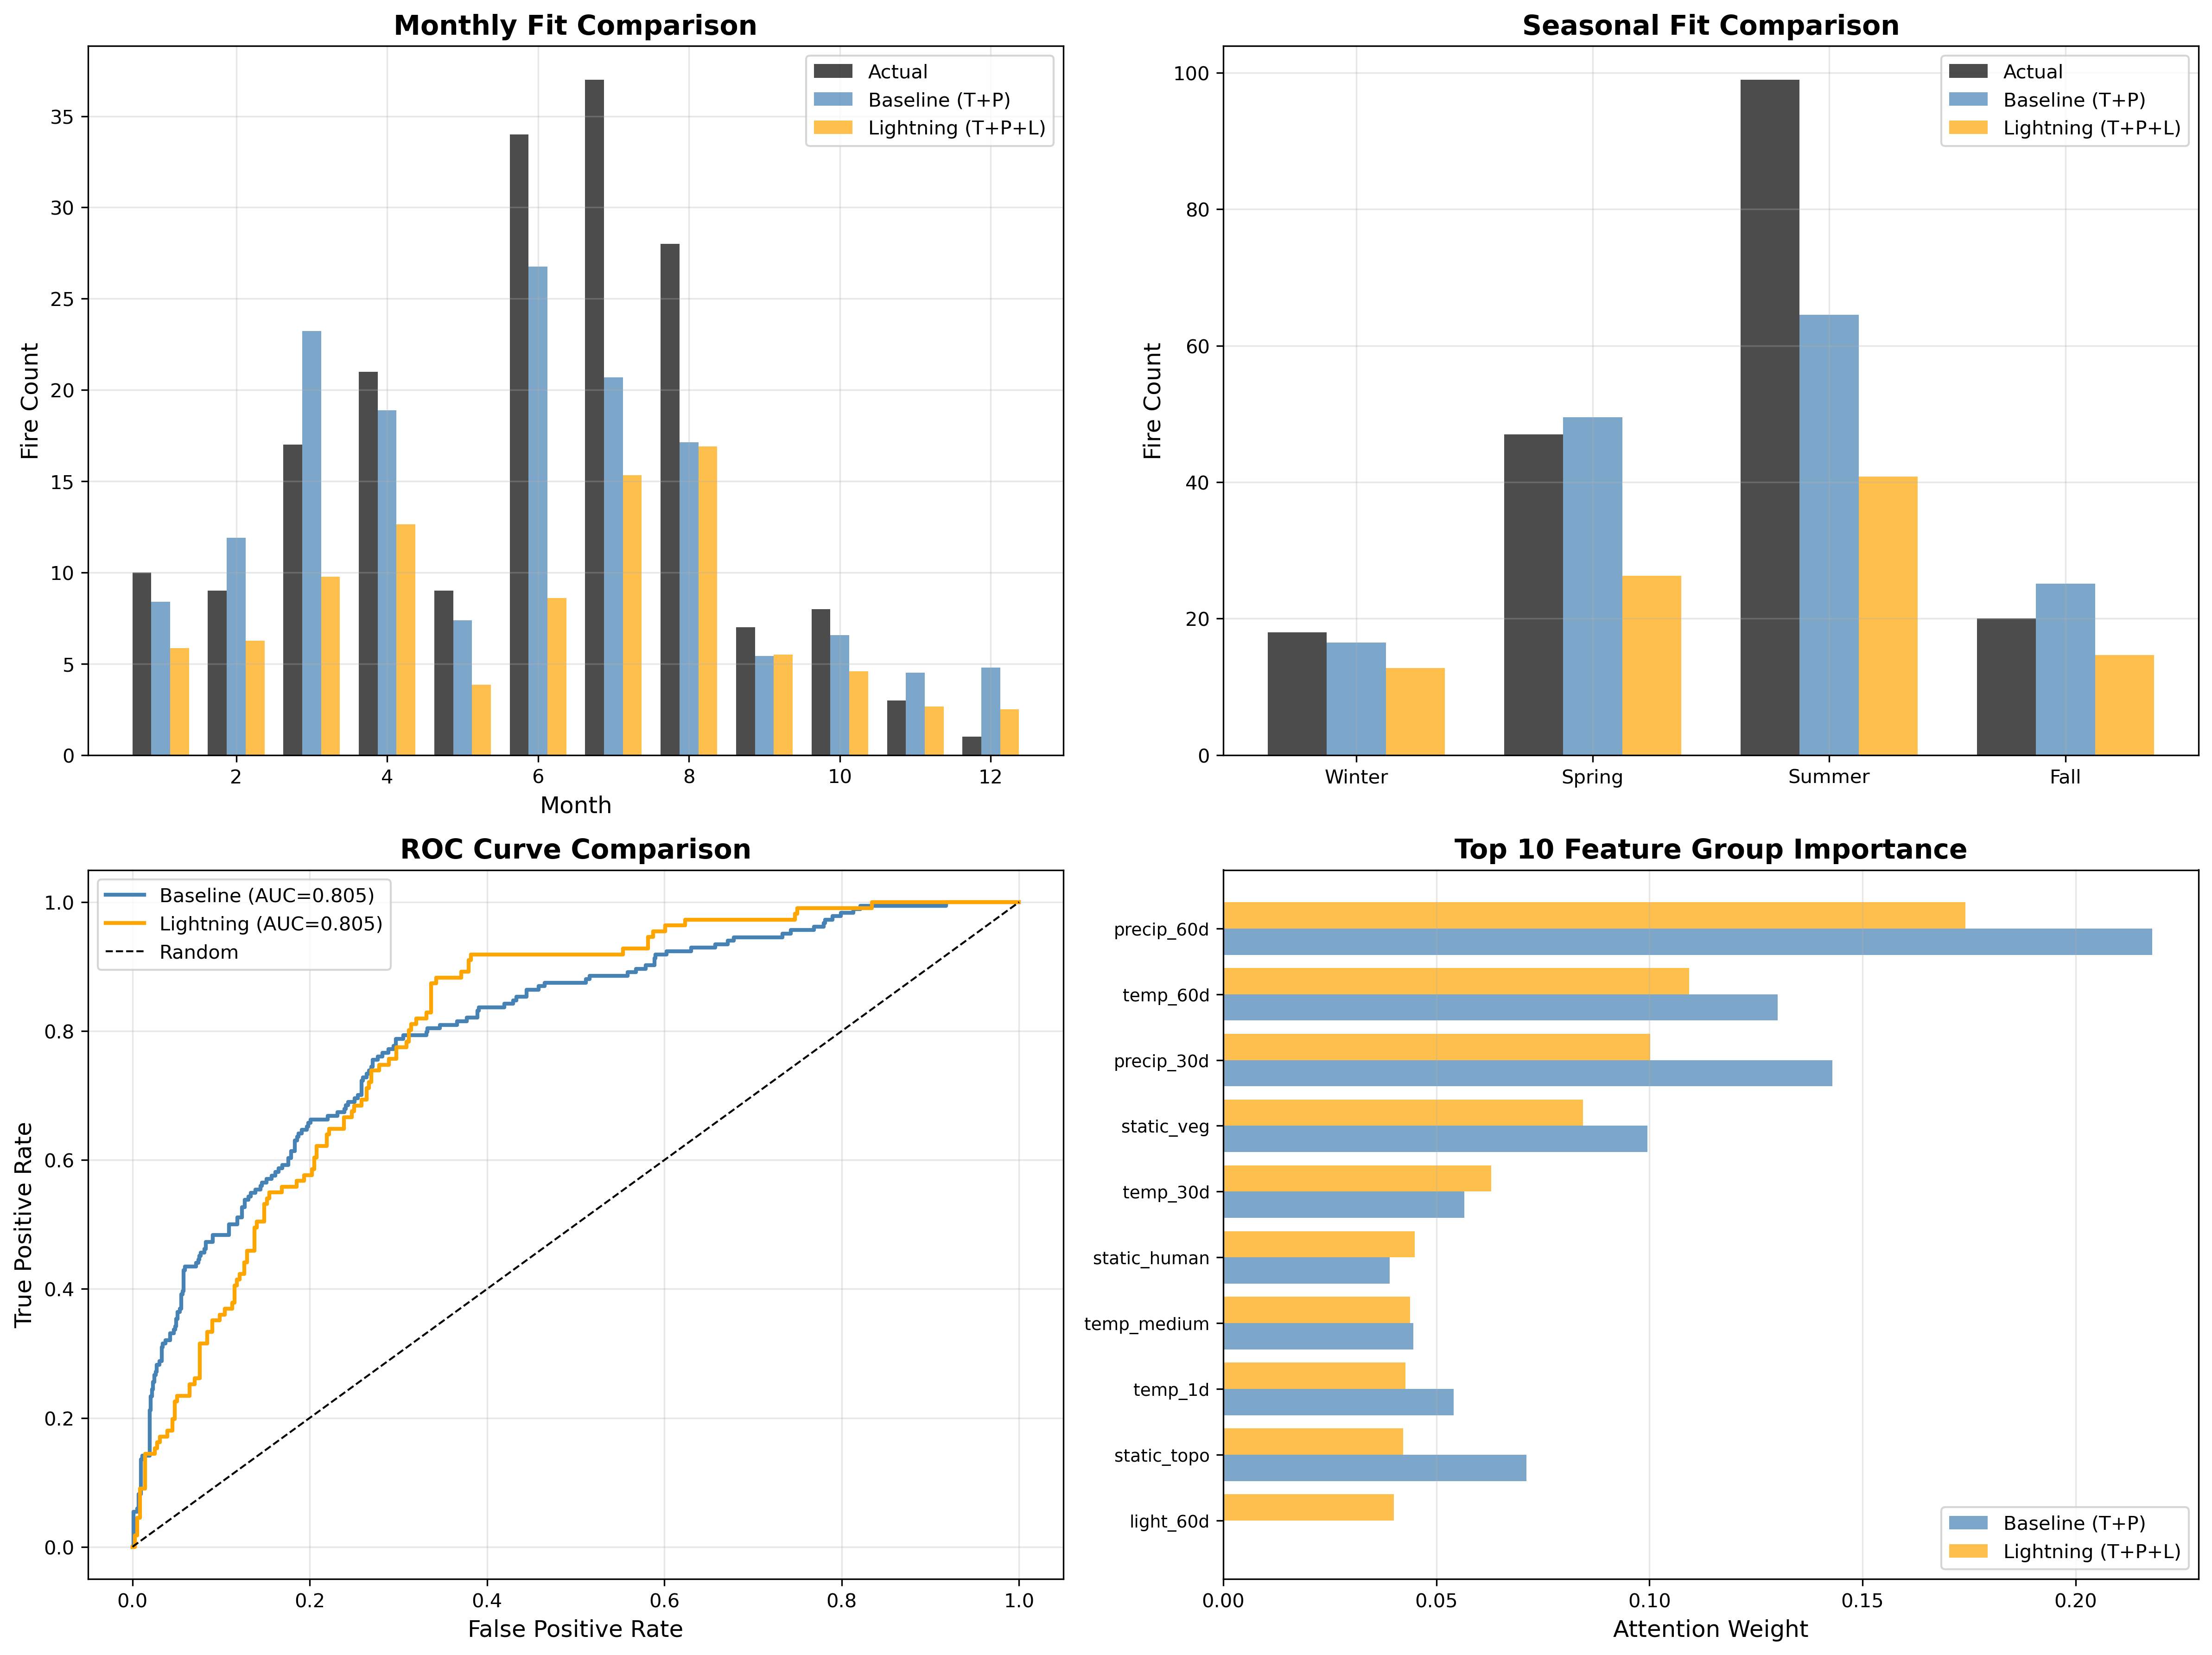 Monthly Fit Comparison
Fire Count
35
30
25
20
15
10
5
0
2 4 6 8 10 12
Month
Actual
Baseline (T+P)
Lightning (T+P+L)
Seasonal Fit Comparison
Fire Count
100
80
60
40
20
0
Winter Spring Summer Fall
Actual
Baseline (T+P)
Lightning (T+P+L)
ROC Curve Comparison
True Positive Rate
1.0
0.8
0.6
0.4
0.2
0.0
0.0 0.2 0.4 0.6 0.8 1.0
False Positive Rate
Baseline (AUC=0.805)
Lightning (AUC=0.805)
Random
Top 10 Feature Group Importance
precip_60d
temp_60d
precip_30d
static_veg
temp_30d
static_human
temp_medium
temp_1d
static_topo
light_60d
0.00 0.05 0.10 0.15 0.20
Attention Weight
Baseline (T+P)
Lightning (T+P+L)